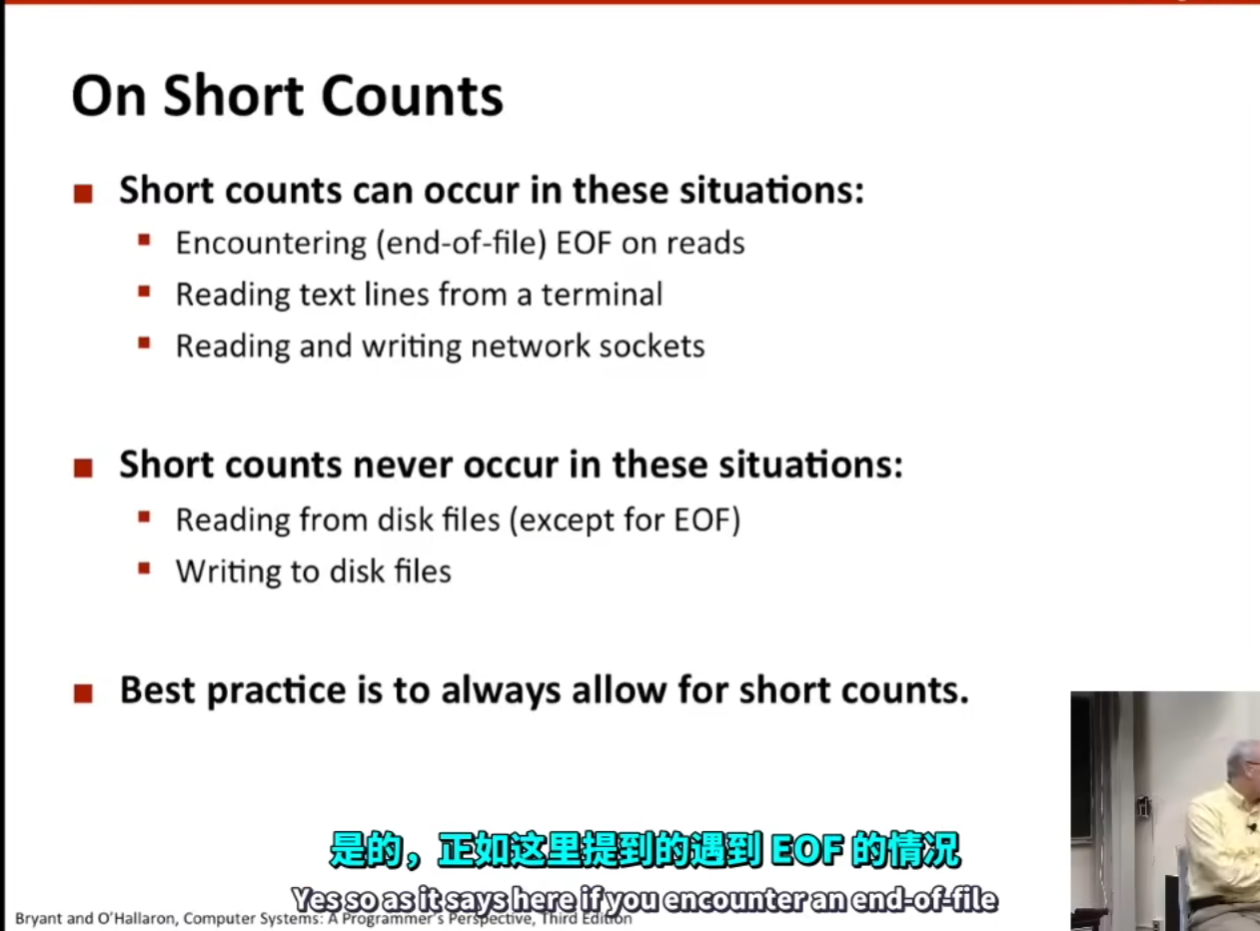 On Short Counts
Short counts can occur in these situations:
Encountering (end-of-file) EOF on reads
Reading text lines from a terminal
Reading and writing network sockets
Short counts never occur in these situations:
Reading from disk files (except for EOF)
Writing to disk files
Best practice is to always allow for short counts.
是的，正如这里提到的遇到 EOF 的情况
Yes so as it says here if you encounter an end-of-file
Bryant and O'Hallaron, Computer Systems: A Programmer's Perspective, Third Edition